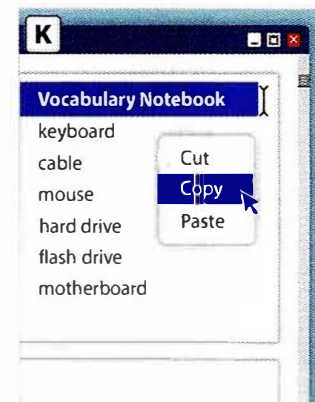 K
Vocabulary Notebook
keyboard
cable
mouse
hard drive
flash drive
motherboard
Cut
Copy
Paste